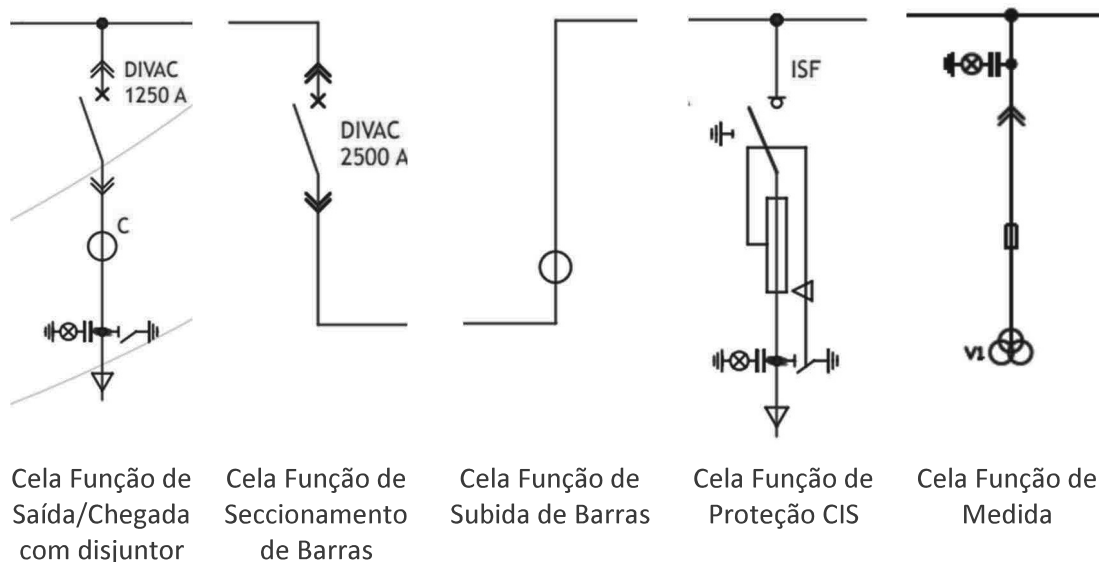 DIVAC
1250 A
C
DIVAC
2500 A
ISF
V1
Cela Função de
Saída/Chegada
com disjuntor
Cela Função de
Seccionamento
de Barras
Cela Função de
Subida de Barras
Cela Função de
Proteção CIS
Cela Função de
Medida